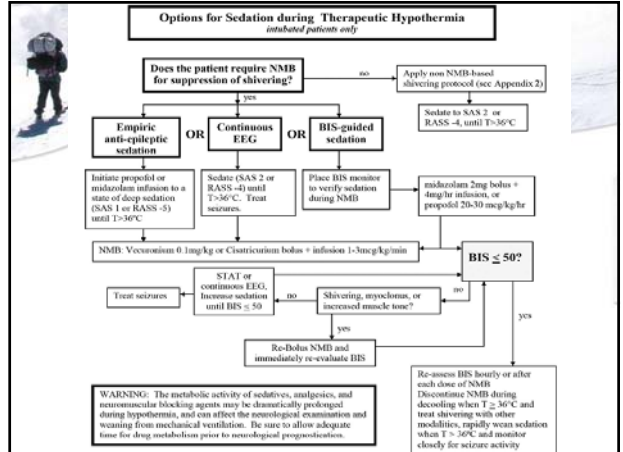 Options for Sedation during Therapeutic Hypothermia
intubated patients only
Does the patient require NMB
for suppression of shivering?
no
Apply non NMB-based
shivering protocol (see Appendix 2)
Sedate to SAS 2 or
RASS -4, until T>36°C
yes
Empiric
anti-epileptic
sedation
OR
Continuous
EEG
OR
BIS-guided
sedation
Initiate propofol or
midazolam infusion to a
state of deep sedation
(SAS 1 or RASS -5)
until T>36°C
Sedate (SAS 2 or
RASS -4) until
T>36°C. Treat
seizures.
Place BIS monitor
to verify sedation
during NMB
midazolam 2mg bolus +
4mg/hr infusion, or
propofol 20-30 mcg/kg/hr
NMB: Vecuronium 0.1mg/kg or Cisatricurium bolus + infusion 1-3mcg/kg/min
BIS ≤ 50?
STAT or
continuous EEG,
Increase sedation
until BIS ≤ 50
Treat seizures
no
Shivering, myoclonus, or
increased muscle tone?
no
yes
yes
Re-Bolus NMB and
immediately re-evaluate BIS
Re-assess BIS hourly or after
each dose of NMB
Discontinue NMB during
decooling when T ≥ 36°C and
treat shivering with other
modalities, rapidly wean sedation
when T > 36°C and monitor
closely for seizure activity
WARNING: The metabolic activity of sedatives, analgesics, and
neuromuscular blocking agents may be dramatically prolonged
during hypothermia, and can affect the neurological examination and
weaning from mechanical ventilation. Be sure to allow adequate
time for drug metabolism prior to neurological prognostication.